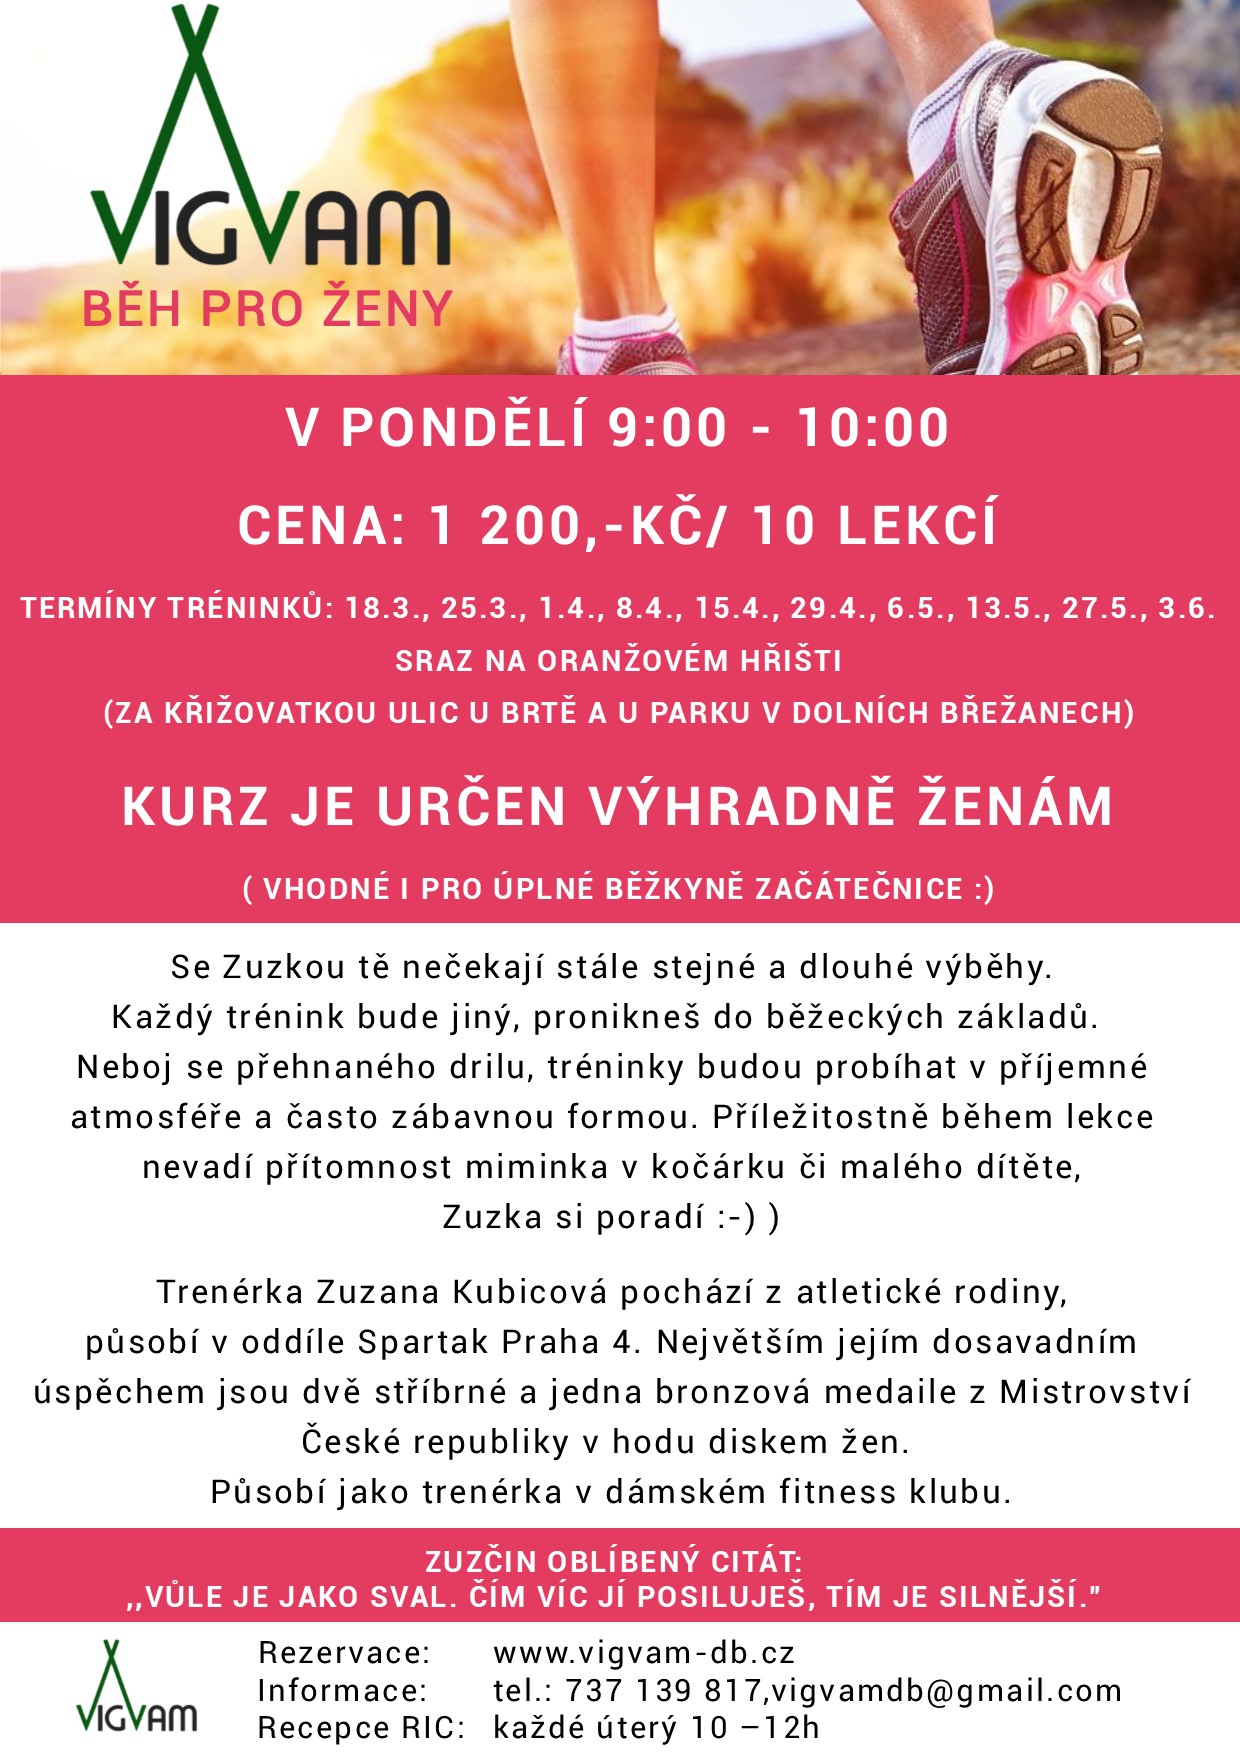 VIGVAM
BĚH PRO ŽENY
V PONDĚLÍ 9:00 - 10:00
CENA: 1 200,-KČ/ 10 LEKCÍ
TERMÍNY TRÉNINKŮ: 18.3., 25.3., 1.4., 8.4., 15.4., 29.4., 6.5., 13.5., 27.5., 3.6.
SRAZ NA ORANŽOVÉM HŘIŠTI
(ZA KŘIŽOVATKOU ULIC U BRTĚ A U PARKU V DOLNÍCH BŘEŽANECH)
KURZ JE URČEN VÝHRADNĚ ŽENÁM
( VHODNÉ I PRO ÚPLNÉ BĚŽKYNĚ ZAČÁTEČNICE :)
Se Zuzkou tě nečekají stále stejné a dlouhé výběhy.
Každý trénink bude jiný, pronikneš do běžeckých základů.
Neboj se přehnaného drilu, tréninky budou probíhat v příjemné
atmosféře a často zábavnou formou. Příležitostně během lekce
nevadí přítomnost miminka v kočárku či malého dítěte,
Zuzka si poradí :-) )
Trenérka Zuzana Kubicová pochází z atletické rodiny,
působí v oddíle Spartak Praha 4. Největším jejím dosavadním
úspěchem jsou dvě stříbrné a jedna bronzová medaile z Mistrovství
České republiky v hodu diskem žen.
Působí jako trenérka v dámském fitness klubu.
ZUZČIN OBLÍBENÝ CITÁT:
,,VŮLE JE JAKO SVAL. ČÍM VÍC JÍ POSILUJEŠ, TÍM JE SILNĚJŠÍ."
VIGVAM
Rezervace: www.vigvam-db.cz
Informace: tel.: 737 139 817,vigvamdb@gmail.com
Recepce RIC: každé úterý 10 –12h